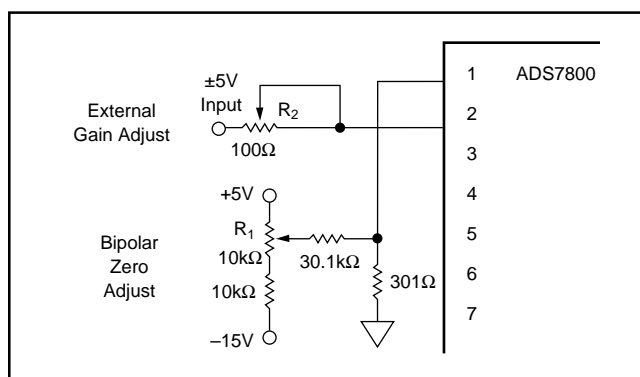 ±5V
Input
External
Gain Adjust
R2
100Ω
+5V
R1
10kΩ
Bipolar
Zero
Adjust
10kΩ
–15V
30.1kΩ
301Ω
1 ADS7800
2
3
4
5
6
7